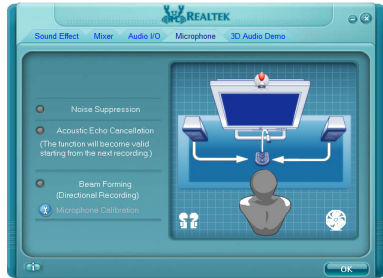 REALTEK
Sound Effect Mixer Audio I/O Microphone 3D Audio Demo
Noise Suppression
Acoustic Echo Cancellation
(The function will become valid
starting from the next recording.)
Beam Forming
(Directional Recording)
Microphone Calibration
OK